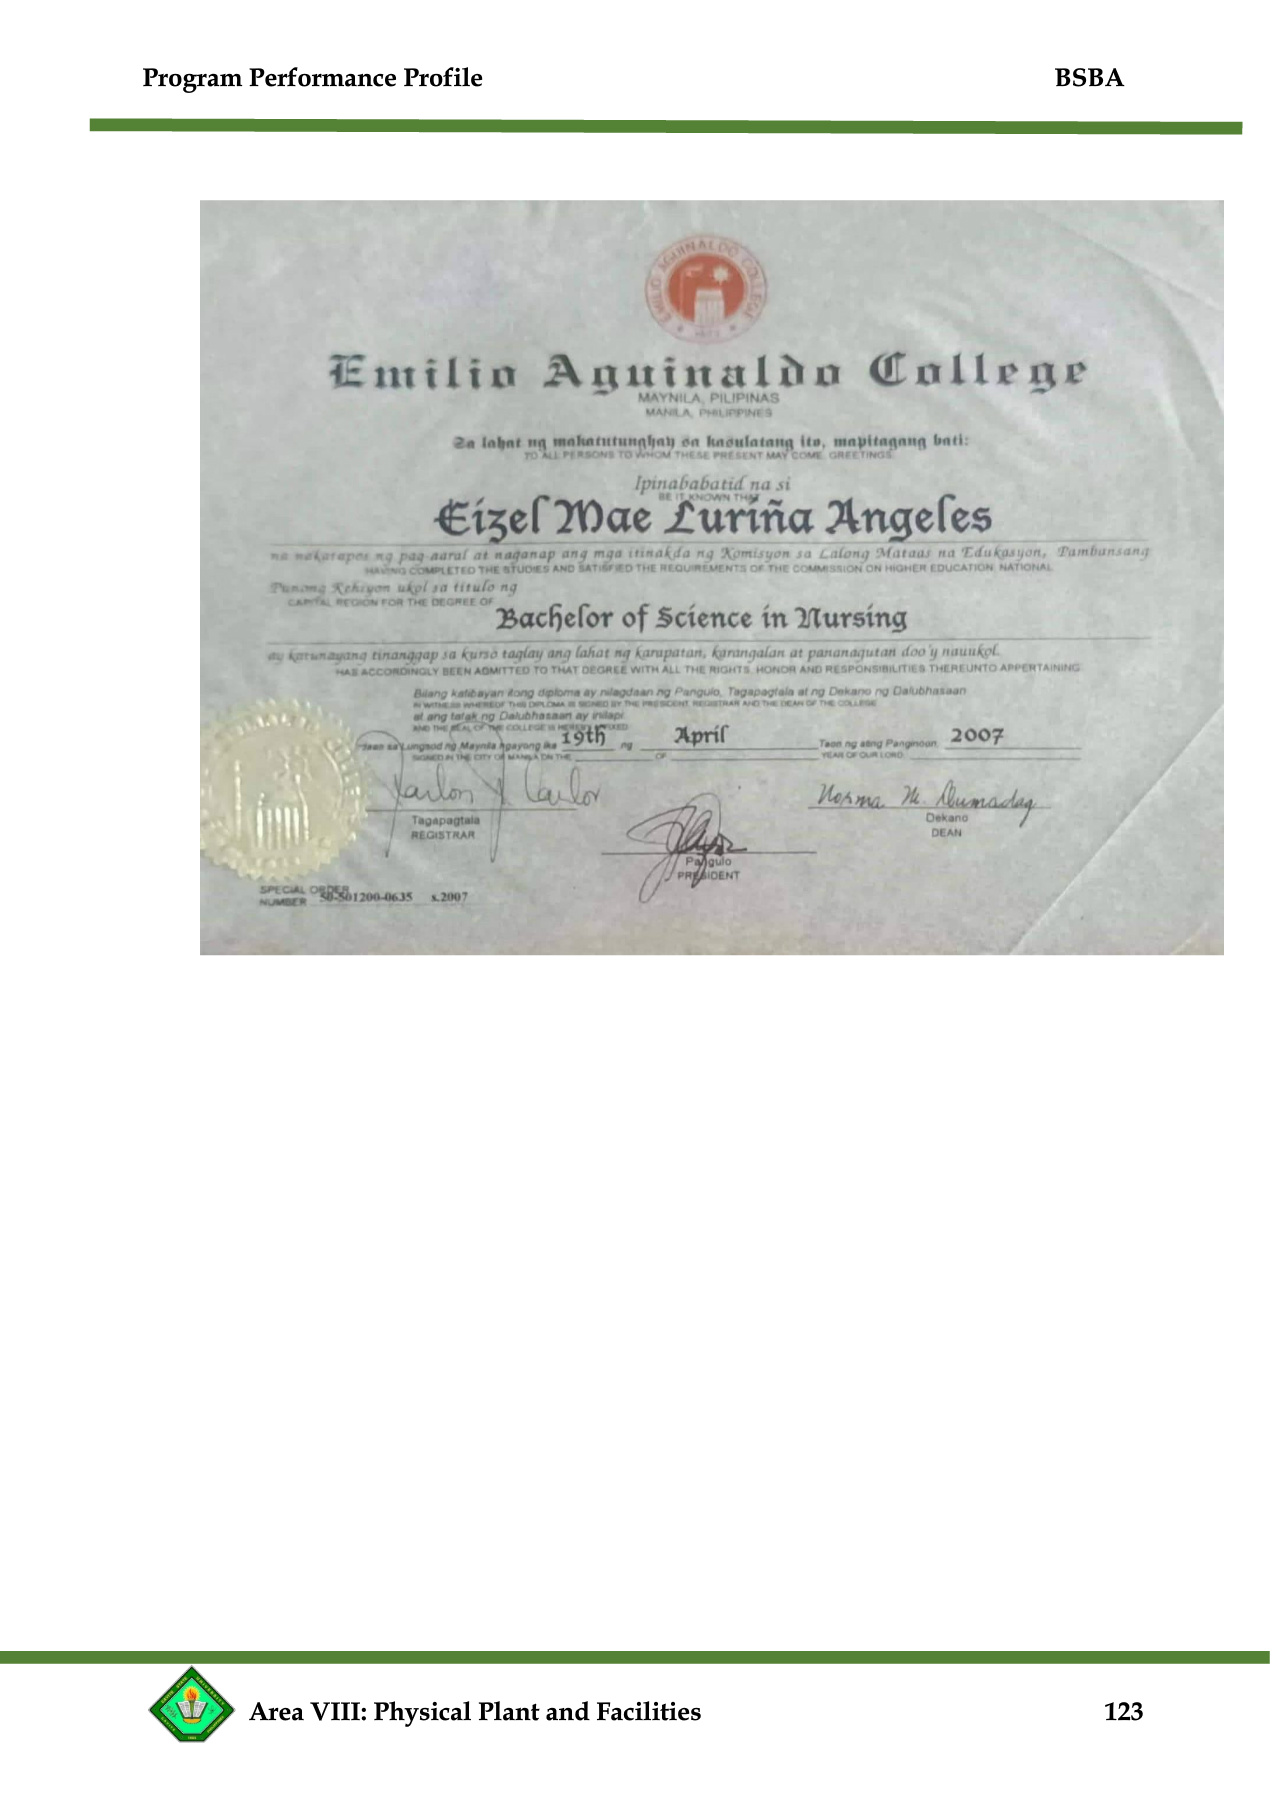 Program Performance Profile BSBA
EMILIO AGUINALDO COLLEGE
Emilio Aguinaldo College
MAYNILA, PILIPINAS
MANILA, PHILIPPINES
Sa lahat ng makatutunghay sa kasulatang ito, mapitagang bati:
TO ALL PERSONS TO WHOM THESE PRESENT MAY COME, GREETINGS
Ipinababatid na si
BE IT KNOWN THAT
Eizel Mae Luriña Angeles
na nakatapos ng pag aaral at naganap ang mga itinakda ng Komisyon sa Lalong Mataas na Edukasyon, Pambansang
HAVING COMPLETED THE STUDIES AND SATISFIED THE REQUIREMENTS OF THE COMMISSION ON HIGHER EDUCATION, NATIONAL
Punong Rehiyon ukol sa titulo ng
CAPITAL REGION FOR THE DEGREE OF
Bachelor of Science in Nursing
ay katunayang tinanggap sa kurso taglay ang lahat ng karapatan, karangalan at pananagutan doo'y nauukol.
HAS ACCORDINGLY BEEN ADMITTED TO THAT DEGREE WITH ALL THE RIGHTS, HONOR AND RESPONSIBILITIES THEREUNTO APPERTAINING
Bilang katibayan itong diploma ay nilagdaan ng Pangulo, Tagapagtala at ng Dekano ng Dalubhasaan
IN WITNESS WHEREOF THIS DIPLOMA IS SIGNED BY THE PRESIDENT, REGISTRAR AND THE DEAN OF THE COLLEGE
at ang tatak ng Dalubhasaan ay inilapi
AND THE SEAL OF THE COLLEGE IS HEREBY AFFIXED
sa Lungsod ng Maynila ngayong ika 19th ng April Taon ng ating Panginoon 2007
SIGNED IN THE CITY OF MANILA ON THE OF YEAR OF OUR LORD
Norma M. Dumadag
Tagapagtala
REGISTRAR
Dekano
DEAN
Pangulo
PRESIDENT
SPECIAL ORDER
NUMBER 50-501200-0635 s.2007
Area VIII: Physical Plant and Facilities 123